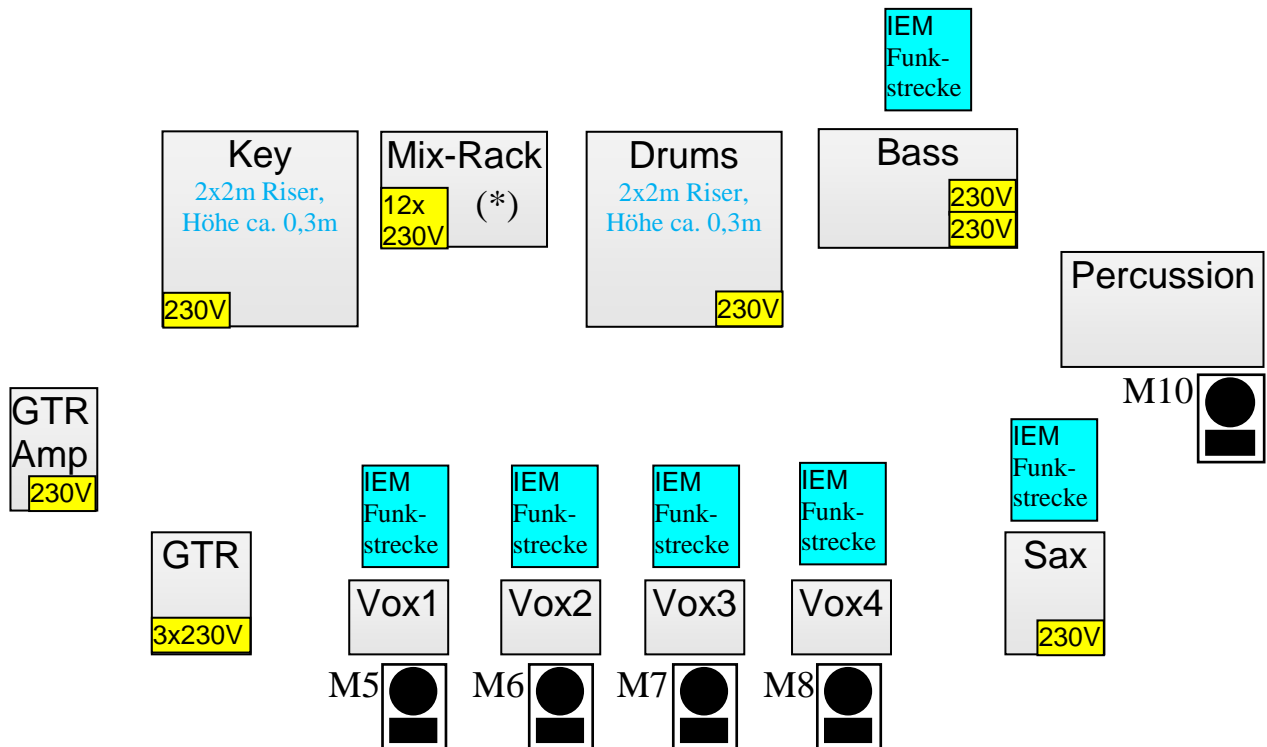 IEM
Funk-
strecke
Key
2x2m Riser,
Höhe ca. 0,3m
230V
Mix-Rack
(*)
12x
230V
Drums
2x2m Riser,
Höhe ca. 0,3m
230V
Bass
230V
230V
Percussion
M10
GTR
Amp
230V
IEM
Funk-
strecke
GTR
3x230V
IEM
Funk-
strecke
Vox1
M5
IEM
Funk-
strecke
Vox2
M6
IEM
Funk-
strecke
Vox3
M7
IEM
Funk-
strecke
Vox4
M8
Sax
230V